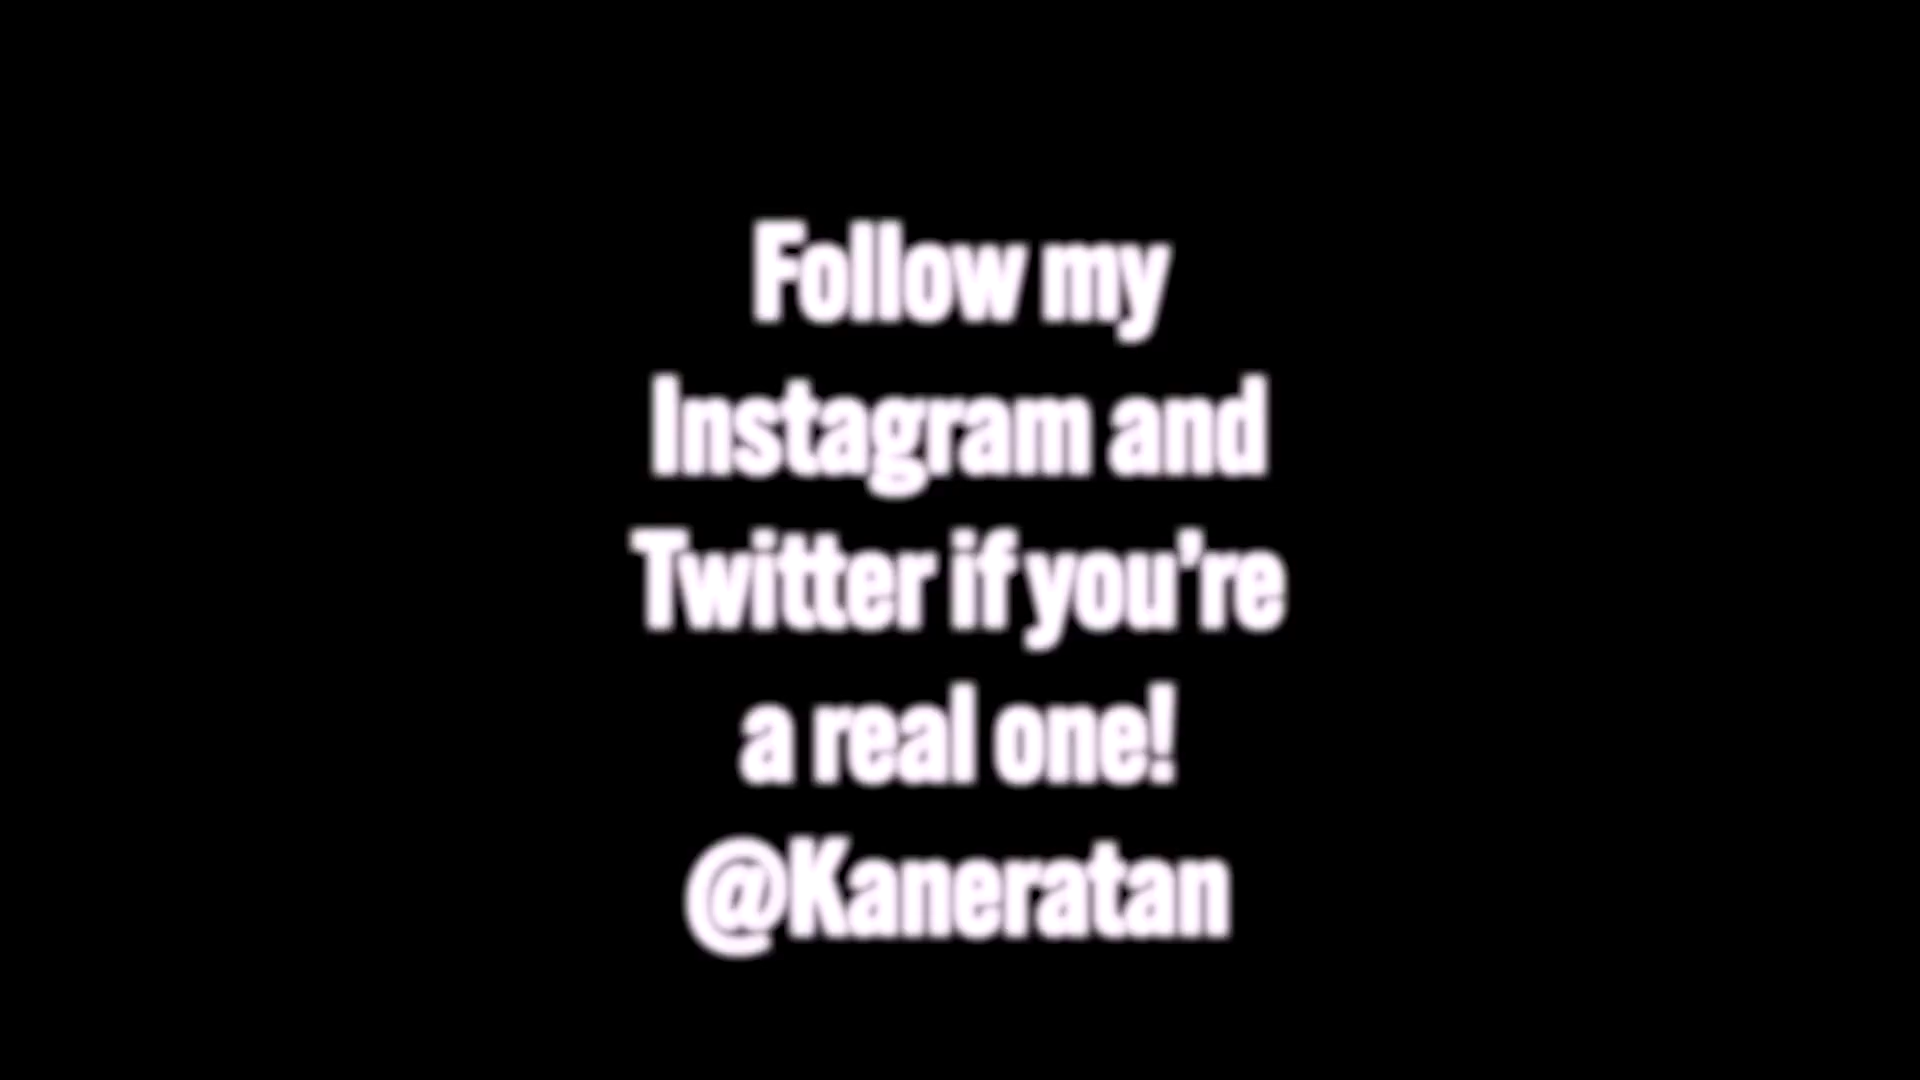 Follow my
Instagram and
Twitter if you're
a real one!
@Kaneratan